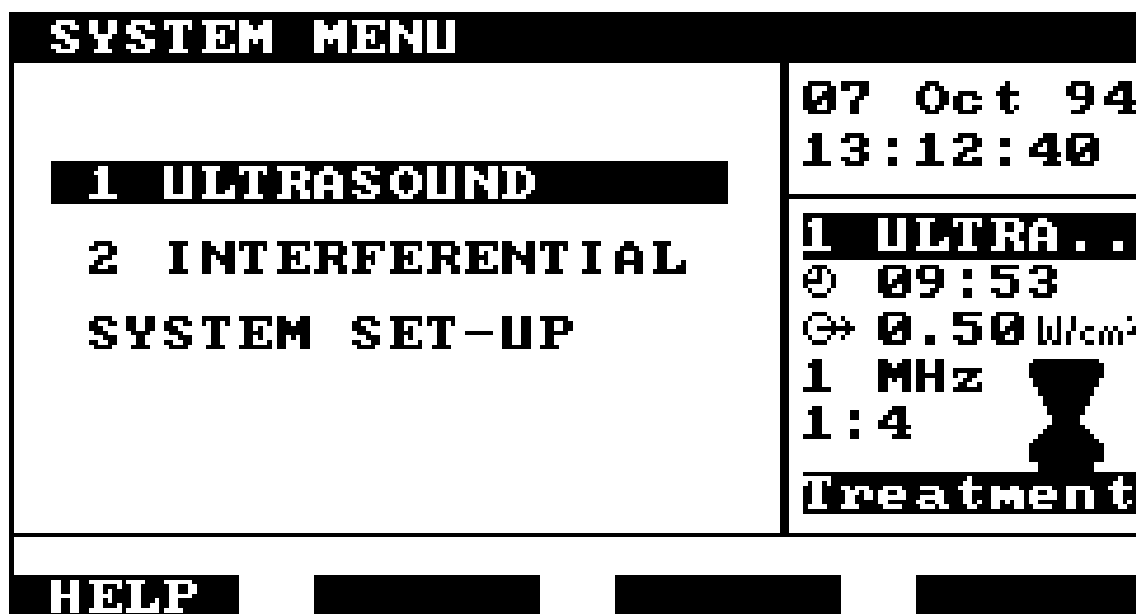 SYSTEM MENU
1 ULTRASOUND
2 INTERFERENTIAL
SYSTEM SET-UP
07 Oct 94
13:12:40
1 ULTRA..
09:53
0.50 W/cm²
1 MHz
1:4
Treatment
HELP